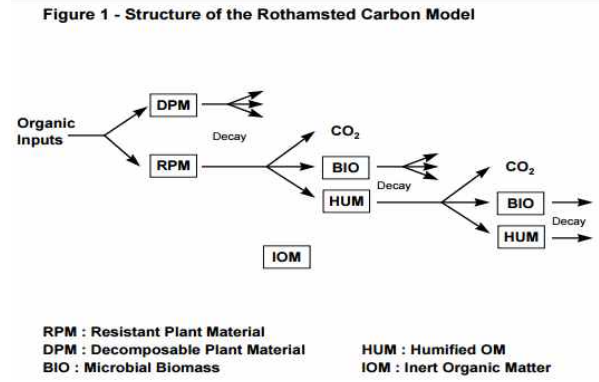 Figure 1 - Structure of the Rothamsted Carbon Model
DPM
Organic
Inputs
Decay
RPM
CO₂
BIO
Decay
HUM
CO₂
BIO
Decay
HUM
IOM
RPM : Resistant Plant Material
DPM : Decomposable Plant Material
HUM : Humified OM
BIO : Microbial Biomass
IOM : Inert Organic Matter